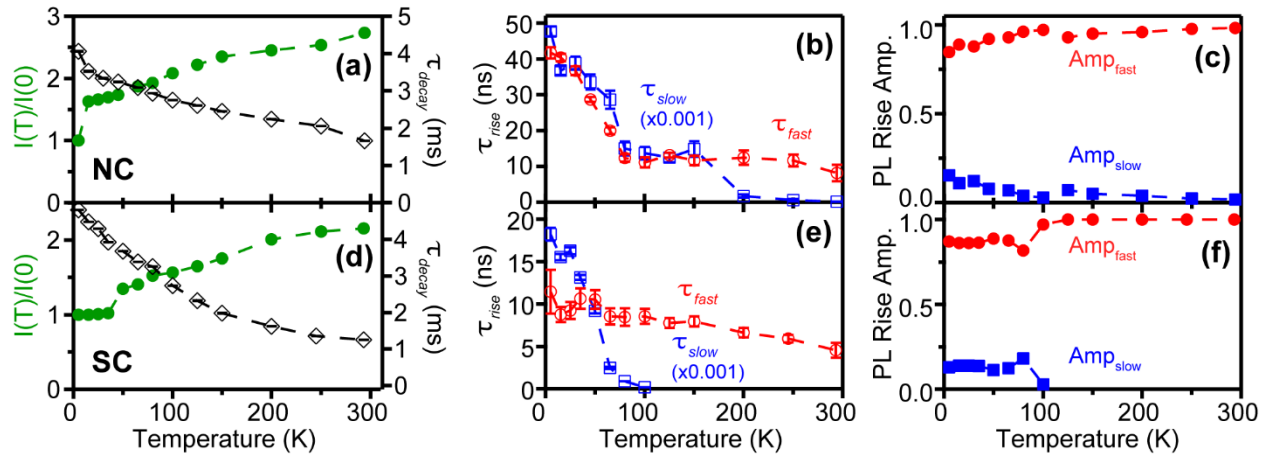 3
2
1
0
I(T)/I(0)
(a)
NC
5
4
3
2
1
0
τdecay (ms)
50
40
30
20
10
0
τrise (ns)
(b)
τslow
(x0.001)
τfast
1.0
0.5
0.0
PL Rise Amp.
(c)
Ampfast
Ampslow
2
1
0
I(T)/I(0)
(d)
SC
4
3
2
1
0
τdecay (ms)
0 100 200 300
Temperature (K)
20
15
10
5
0
τrise (ns)
(e)
τfast
τslow
(x0.001)
0 100 200 300
Temperature (K)
1.0
0.5
0.0
PL Rise Amp.
(f)
Ampfast
Ampslow
0 100 200 300
Temperature (K)